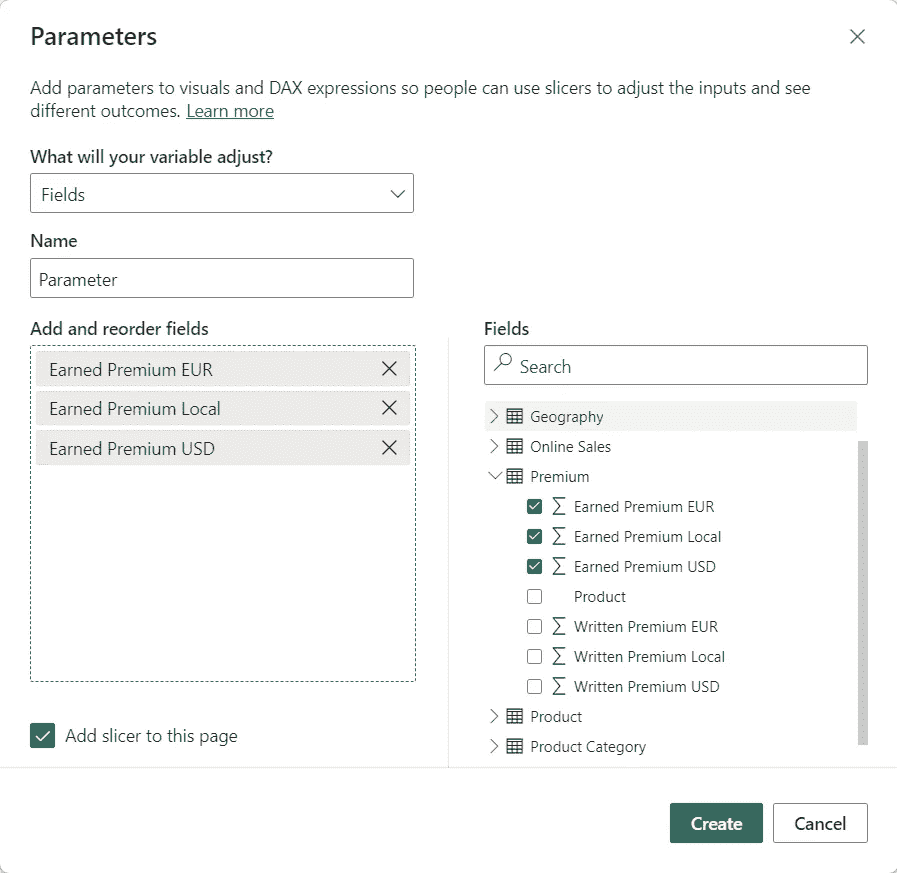 Parameters
Add parameters to visuals and DAX expressions so people can use slicers to adjust the inputs and see
different outcomes. Learn more
What will your variable adjust?
Fields
Name
Parameter
Add and reorder fields
Earned Premium EUR
Earned Premium Local
Earned Premium USD
Add slicer to this page
Fields
Search
Geography
Online Sales
Premium
Earned Premium EUR
Earned Premium Local
Earned Premium USD
Product
Written Premium EUR
Written Premium Local
Written Premium USD
Product
Product Category
Create
Cancel